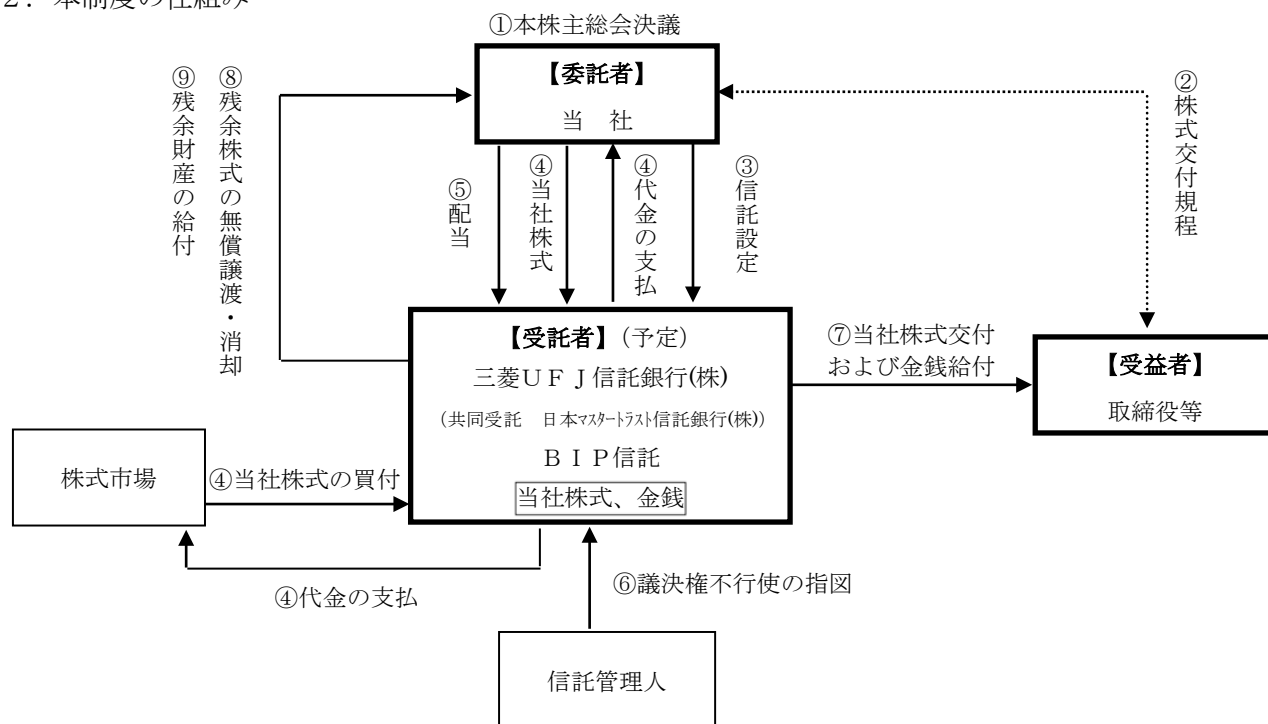 ２．本制度の仕組み
①本株主総会決議
【委託者】
当　社
⑨残余財産の給付
⑧残余株式の無償譲渡・消却
⑤配当
④当社株式
④代金の支払
③信託設定
②株式交付規程
【受託者】（予定）
三菱ＵＦＪ信託銀行(株)
（共同受託　日本ﾏｽﾀｰﾄﾗｽﾄ信託銀行(株)）
ＢＩＰ信託
当社株式、金銭
⑦当社株式交付
および金銭給付
【受益者】
取締役等
株式市場
④当社株式の買付
④代金の支払
⑥議決権不行使の指図
信託管理人